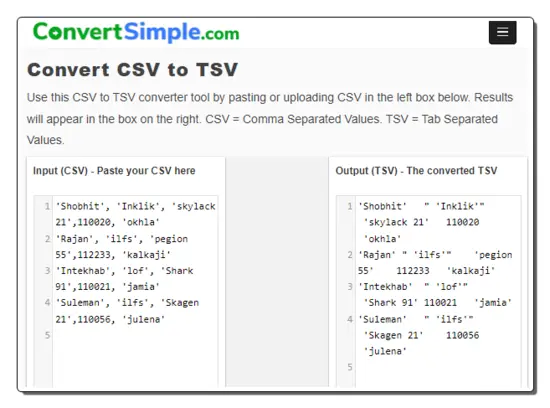 ConvertSimple.com
Convert CSV to TSV
Use this CSV to TSV converter tool by pasting or uploading CSV in the left box below. Results
will appear in the box on the right. CSV = Comma Separated Values. TSV = Tab Separated
Values.
Input (CSV) - Paste your CSV here
1 'Shobhit', 'Inklik', 'skylack
21',110020, 'okhla'
2 'Rajan', 'ilfs', 'pegion
55',112233, 'kalkaji'
3 'Intekhab', 'lof', 'Shark
91',110021, 'jamia'
4 'Suleman', 'ilfs', 'Skagen
21',110056, 'julena'
5
Output (TSV) - The converted TSV
1 'Shobhit' " 'Inklik'"
'skylack 21' 110020
'okhla'
2 'Rajan' " 'ilfs'" 'pegion
55' 112233 'kalkaji'
3 'Intekhab' " 'lof'"
'Shark 91' 110021 'jamia'
4 'Suleman' " 'ilfs'"
'Skagen 21' 110056
'julena'
5